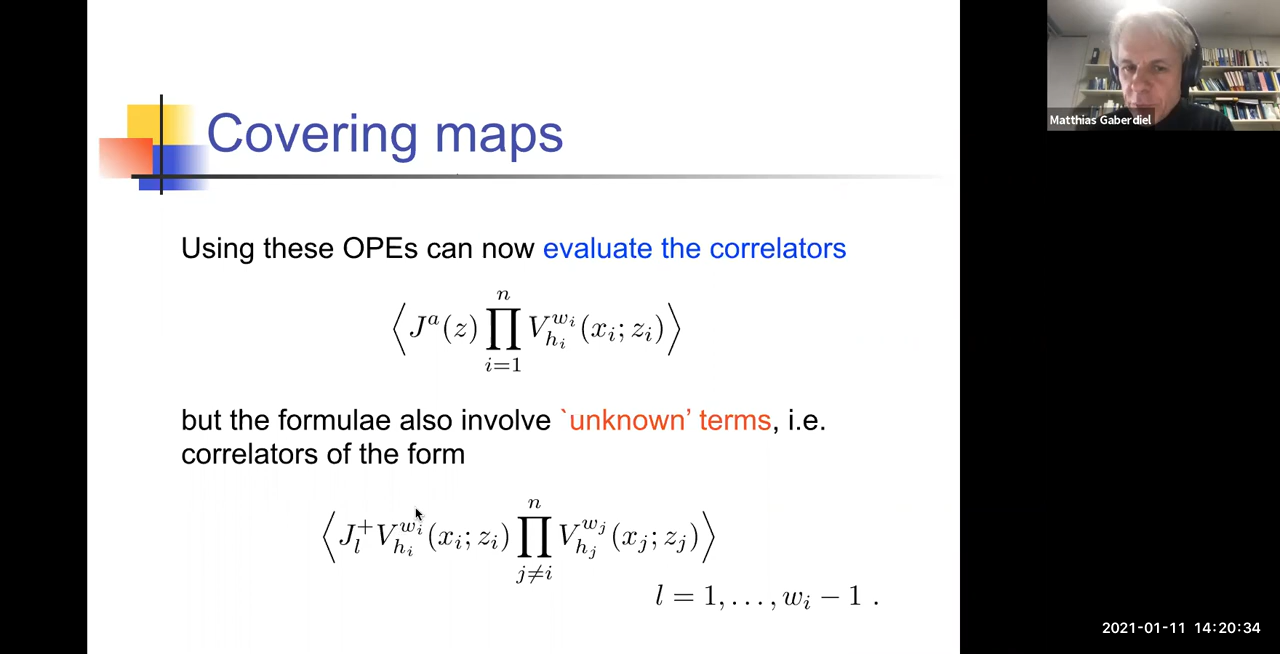 Covering maps
Matthias Gaberdiel
Using these OPEs can now evaluate the correlators
⟨J^a(z) ∏_{i=1}^{n} V_{h_i}^{w_i}(x_i; z_i)⟩
but the formulae also involve `unknown’ terms, i.e.
correlators of the form
⟨J_l^+ V_{h_i}^{w_i}(x_i; z_i) ∏_{j≠i}^{n} V_{h_j}^{w_j}(x_j; z_j)⟩
l = 1, . . . , w_i − 1 .
2021-01-11 14:20:34